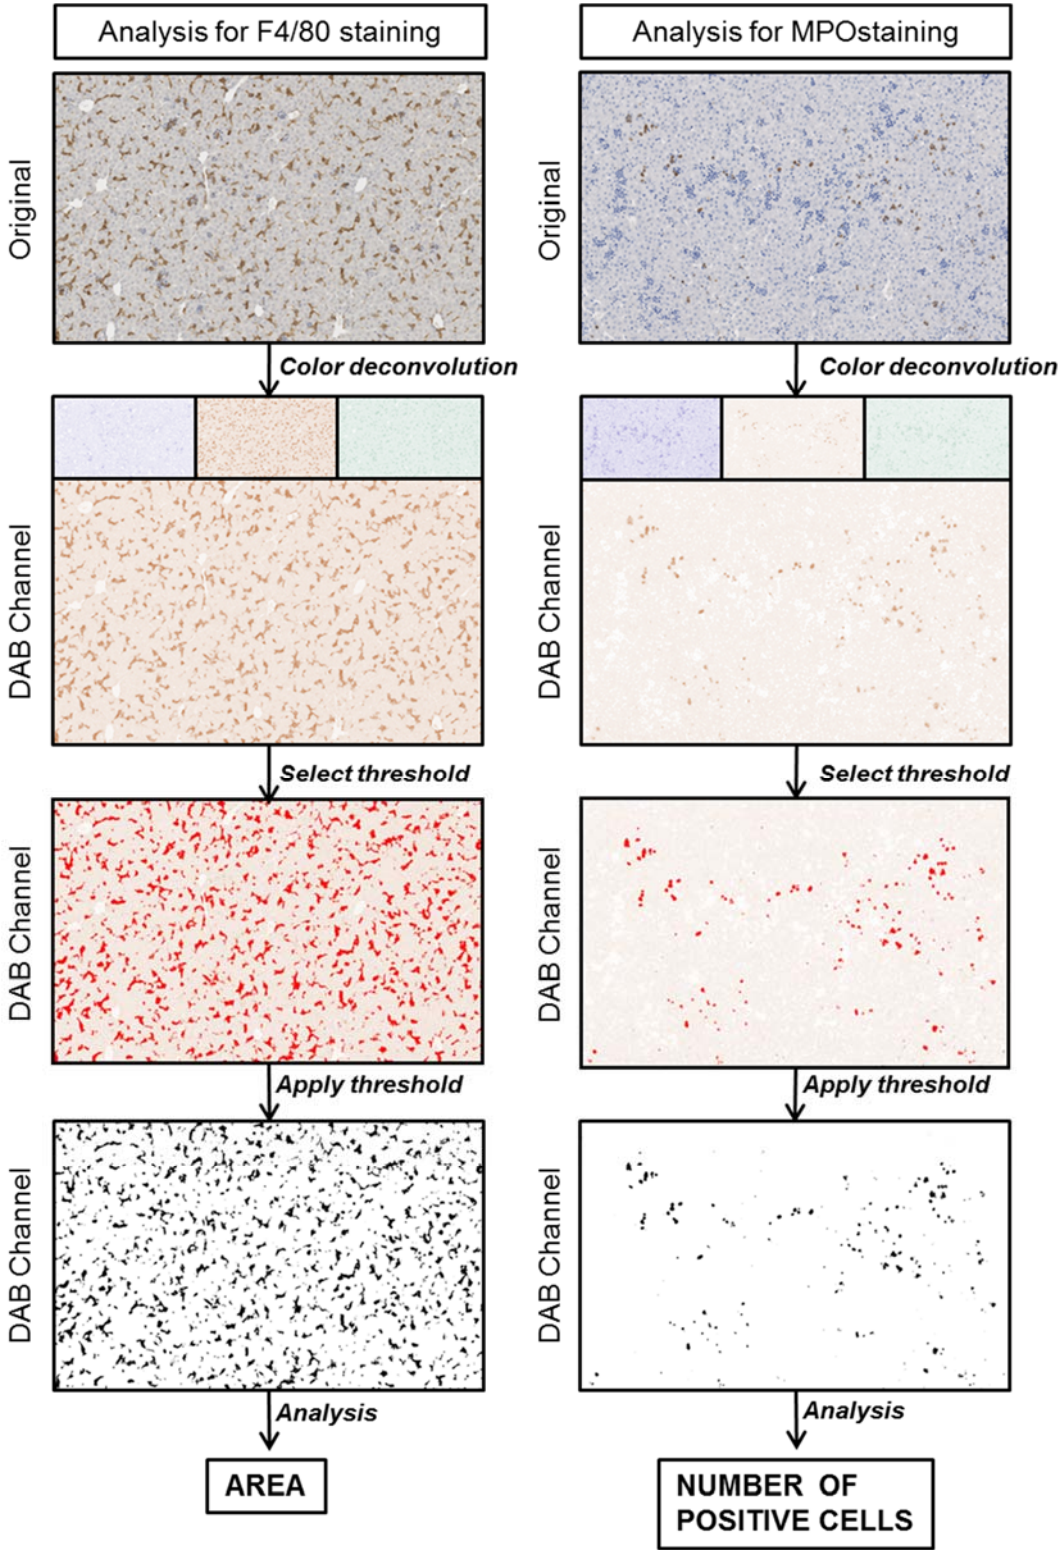 Analysis for F4/80 staining
Original
Color deconvolution
DAB Channel
Select threshold
DAB Channel
Apply threshold
DAB Channel
Analysis
AREA
Analysis for MPOstaining
Original
Color deconvolution
DAB Channel
Select threshold
DAB Channel
Apply threshold
DAB Channel
Analysis
NUMBER OF
POSITIVE CELLS